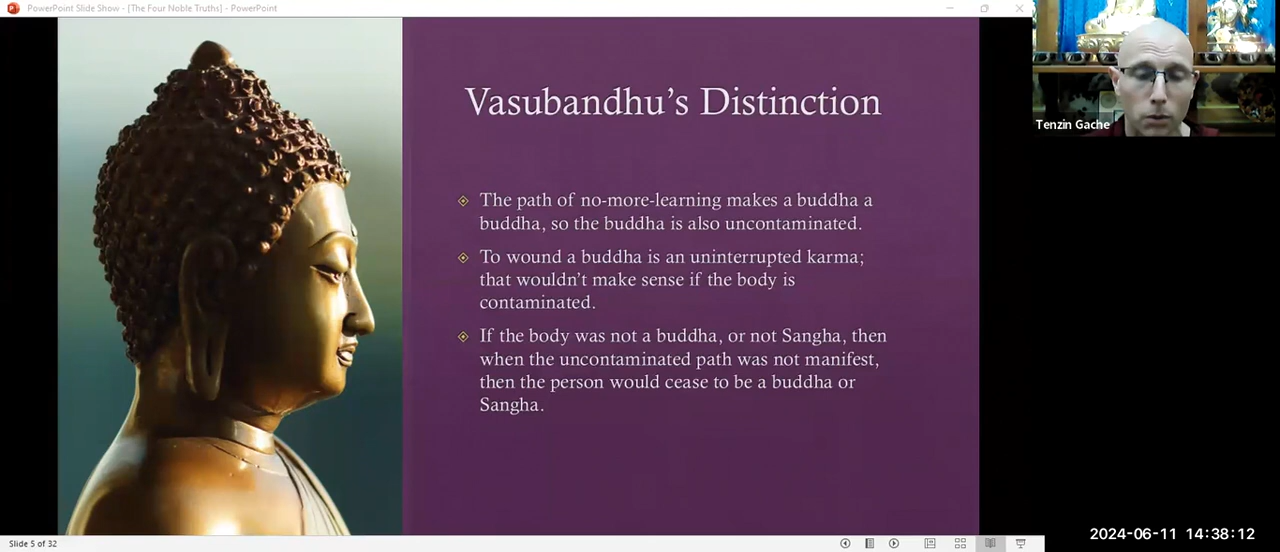 PowerPoint Slide Show - [The Four Noble Truths] - PowerPoint
Vasubandhu's Distinction
The path of no-more-learning makes a buddha a
buddha, so the buddha is also uncontaminated.
To wound a buddha is an uninterrupted karma;
that wouldn't make sense if the body is
contaminated.
If the body was not a buddha, or not Sangha, then
when the uncontaminated path was not manifest,
then the person would cease to be a buddha or
Sangha.
Tenzin Gache
Slide 5 of 32
2024-06-11 14:38:12